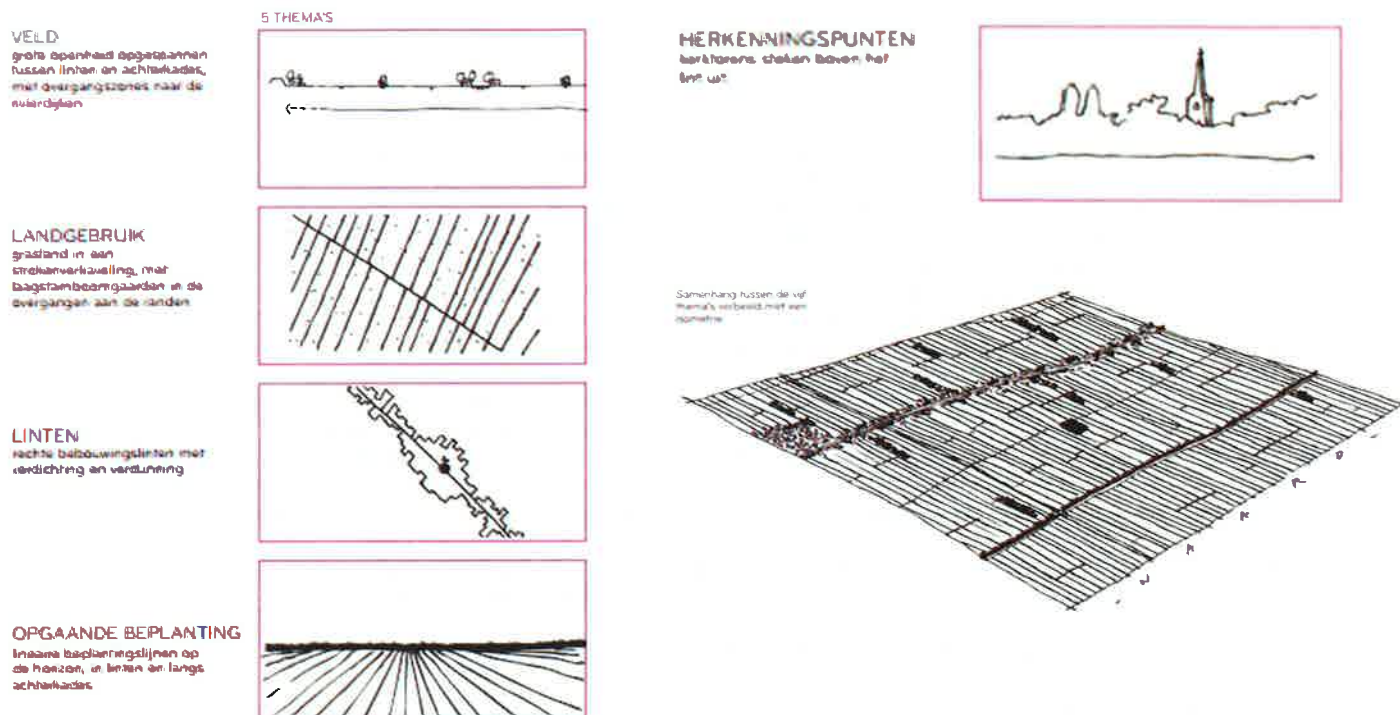 5 THEMA'S
VELD
grote openheid opgespannen
tussen linten en achterkades,
met overgangszones naar de
rivierdijken
LANDGEBRUIK
grasland in een
strokenverkaveling, met
laagstamboomgaarden in de
overgangen aan de randen
LINTEN
rechte bebouwingslinten met
verdichting en verdunning
OPGAANDE BEPLANTING
lineaire beplantingslijnen op
de horizon, in linten en langs
achterkades
HERKENNINGSPUNTEN
kerktorens steken boven het
lint uit
Samenhang tussen de vijf
thema's verbeeld met een
isometrie